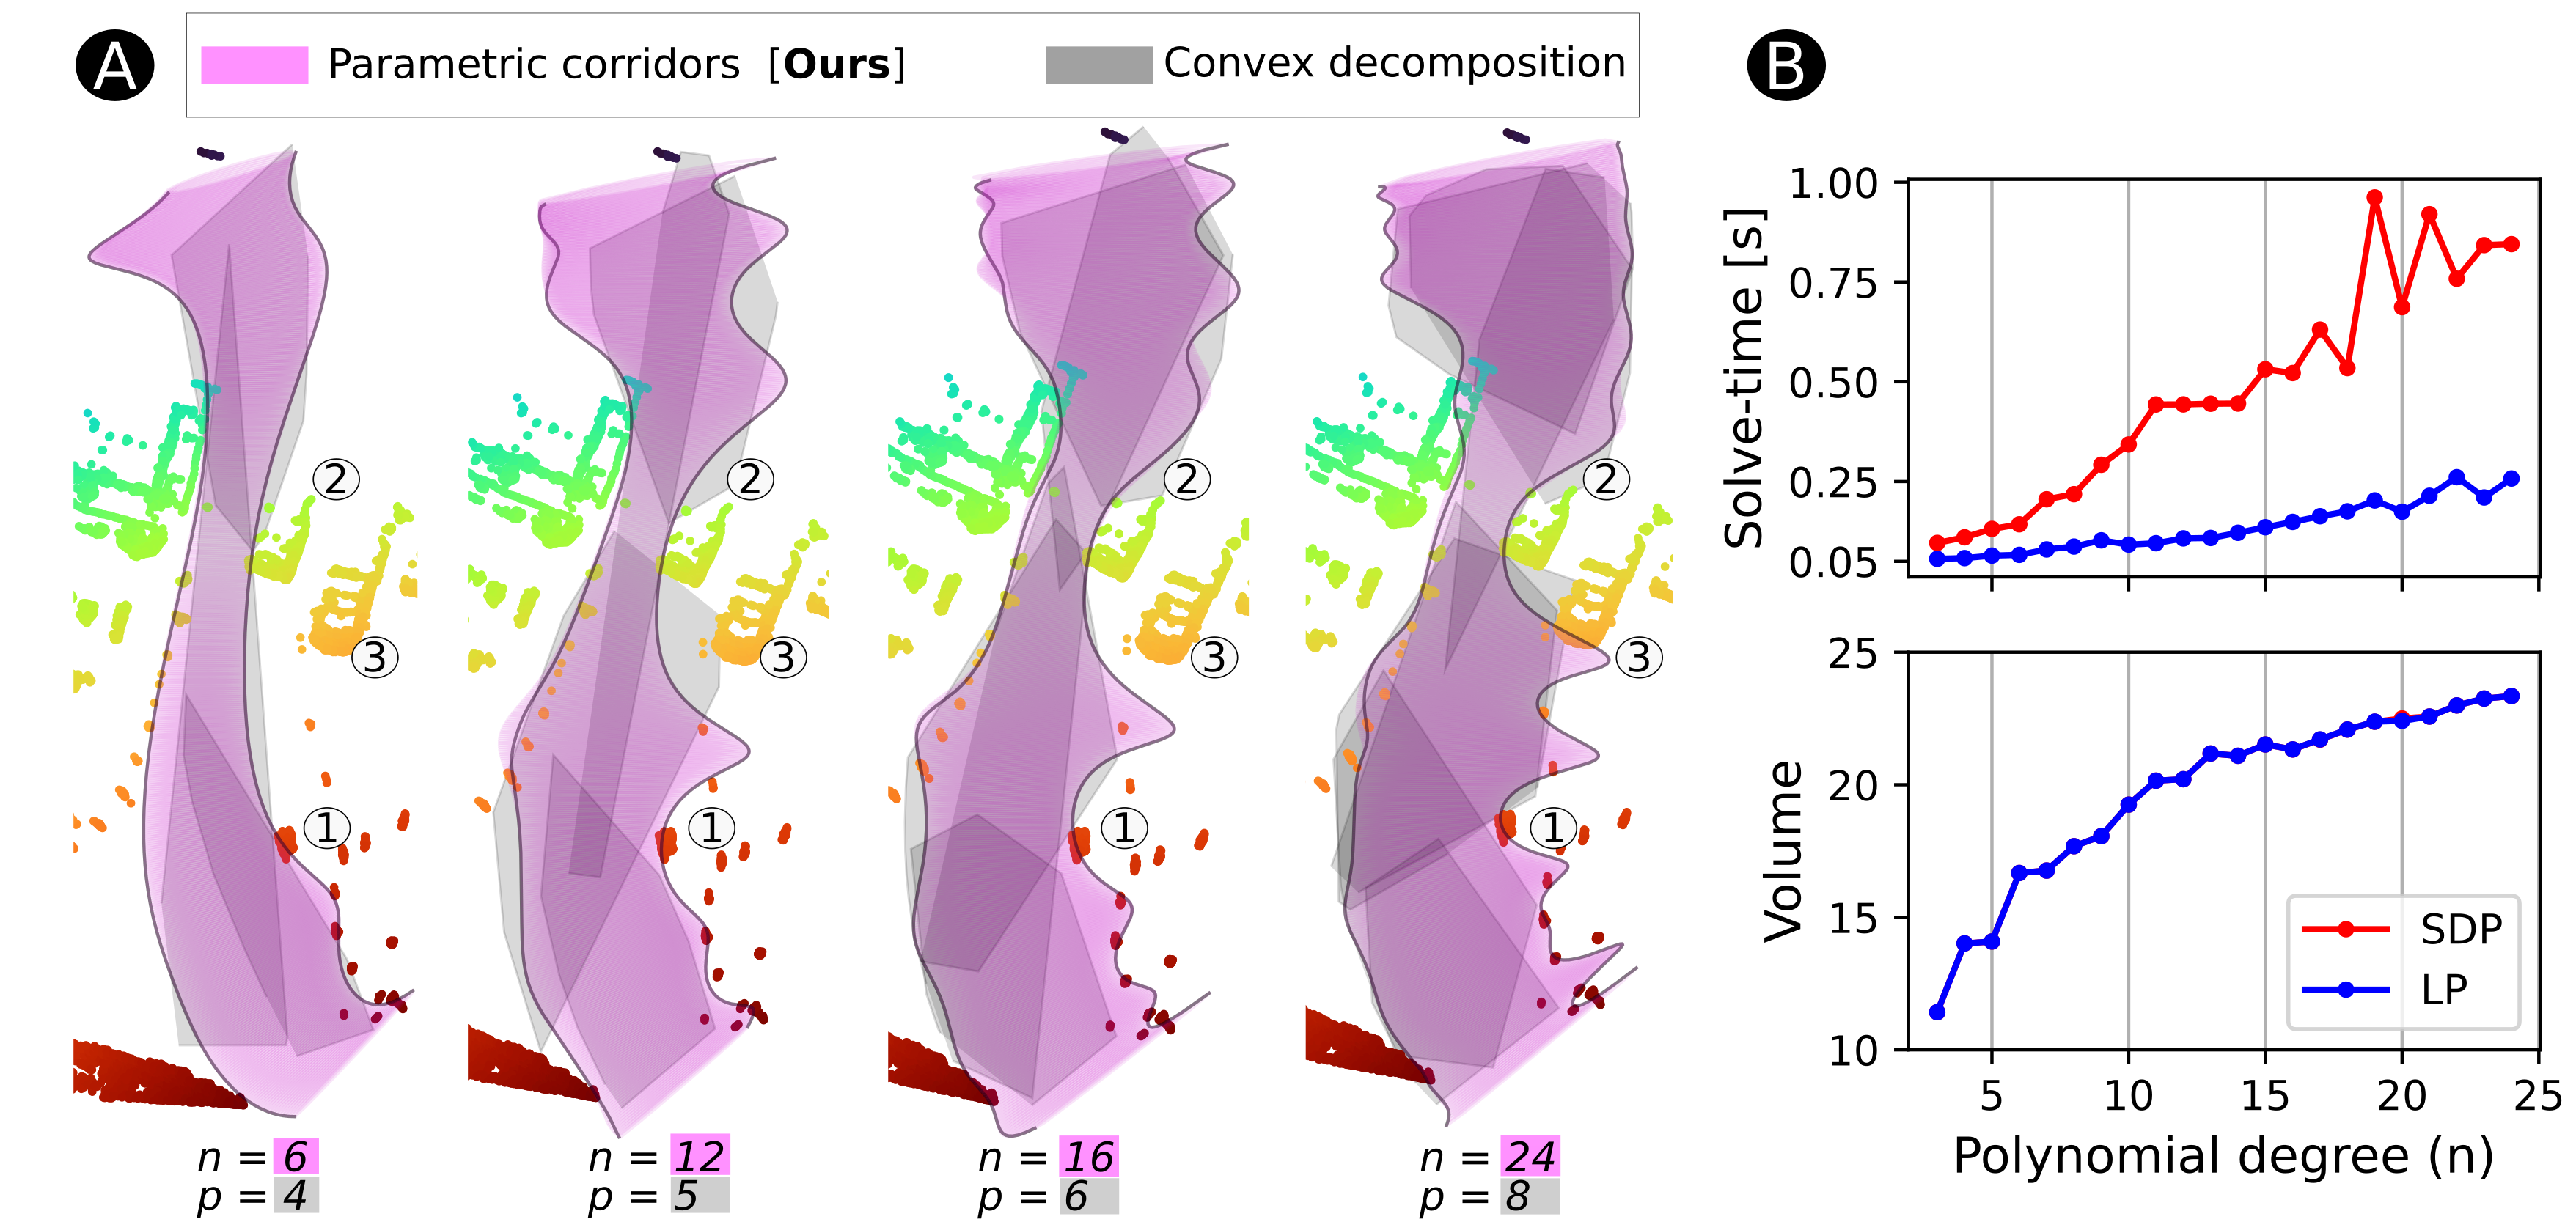 A
Parametric corridors [Ours]
Convex decomposition
B
2
3
1
n = 6
p = 4
2
3
1
n = 12
p = 5
2
3
1
n = 16
p = 6
2
3
1
n = 24
p = 8
Solve-time [s]
1.00
0.75
0.50
0.25
0.05
Volume
25
20
15
10
SDP
LP
5 10 15 20 25
Polynomial degree (n)